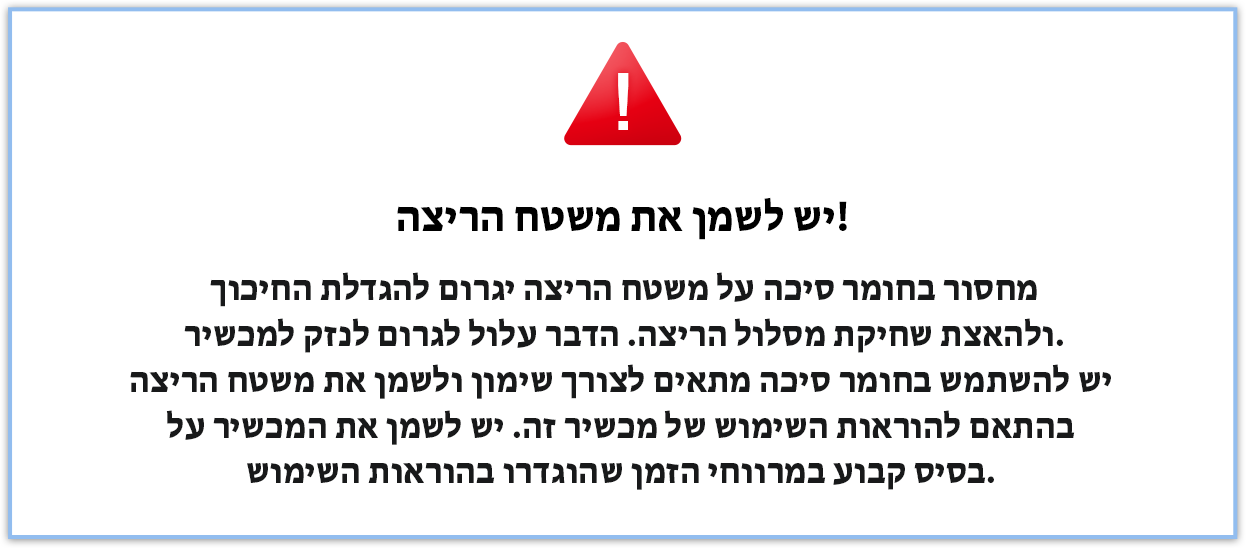 !יש לשמן את משטח הריצה
מחסור בחומר סיכה על משטח הריצה יגרום להגדלת החיכוך
.ולהאצת שחיקת מסלול הריצה. הדבר עלול לגרום לנזק למכשיר
יש להשתמש בחומר סיכה מתאים לצורך שימון ולשמן את משטח הריצה
בהתאם להוראות השימוש של מכשיר זה. יש לשמן את המכשיר על
.בסיס קבוע במרווחי הזמן שהוגדרו בהוראות השימוש